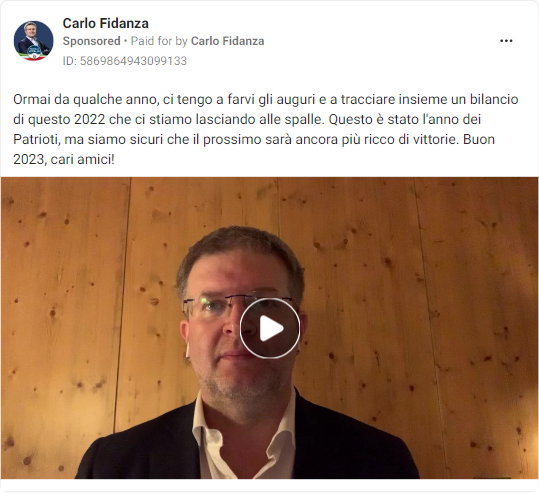 Carlo Fidanza
Sponsored • Paid for by Carlo Fidanza
ID: 5869864943099133
Ormai da qualche anno, ci tengo a farvi gli auguri e a tracciare insieme un bilancio
di questo 2022 che ci stiamo lasciando alle spalle. Questo è stato l'anno dei
Patrioti, ma siamo sicuri che il prossimo sarà ancora più ricco di vittorie. Buon
2023, cari amici!